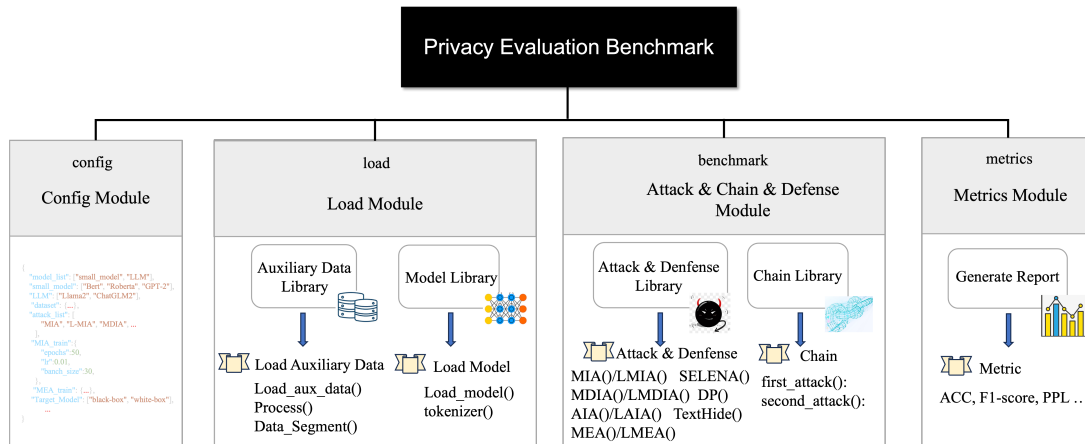 Privacy Evaluation Benchmark
config
Config Module
{
"model_list": ["small_model", "LLM"],
"small_model": ["Bert", "Roberta", "GPT-2"],
"LLM": ["Llama2", "ChatGLM2"],
"dataset": {...},
"attack_list": [
"MIA", "L-MIA", "MDIA", ...
],
"MIA_train":{
"epochs":50,
"lr":0.01,
"batch_size":30,
},
"MEA_train": {...},
"Target_Model": ["black-box", "white-box"],
...
}
load
Load Module
Auxiliary Data
Library
Model Library
Load Auxiliary Data
Load_aux_data()
Process()
Data_Segment()
Load Model
Load_model()
tokenizer()
benchmark
Attack & Chain & Defense
Module
Attack & Denfense
Library
Chain Library
Attack & Denfense
MIA()/LMIA() SELENA()
MDIA()/LMDIA() DP()
AIA()/LAIA() TextHide()
MEA()/LMEA()
Chain
first_attack():
second_attack():
metrics
Metrics Module
Generate Report
Metric
ACC, F1-score, PPL ...